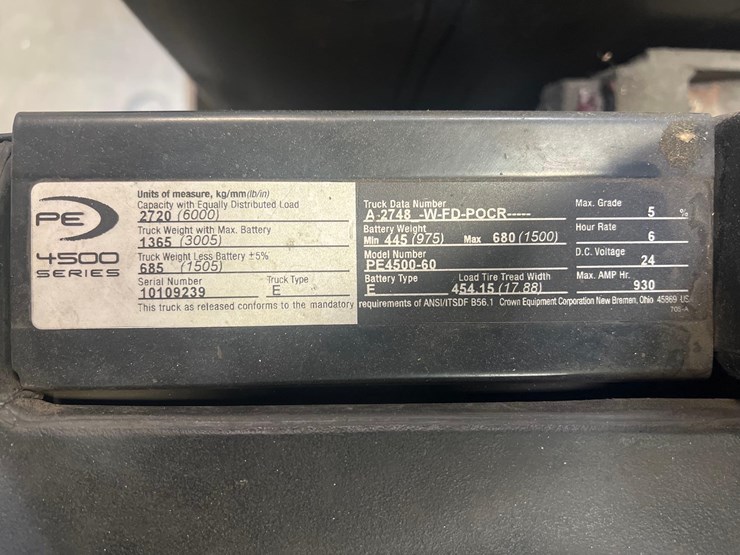 PE
4500
SERIES
Units of measure, kg/mm(lb/in)
Capacity with Equally Distributed Load
2720 (6000)
Truck Weight with Max. Battery
1365 (3005)
Truck Weight Less Battery ±5%
685 (1505)
Serial Number Truck Type
10109239 E
Truck Data Number
A-2748_-W-FD-POCR-----
Battery Weight
Min 445 (975) Max 680 (1500)
Model Number
PE4500-60
Battery Type Load Tire Tread Width
E 454.15 (17.88)
Max. Grade
5 %
Hour Rate
6
D.C. Voltage
24
Max. AMP Hr.
930
This truck as released conforms to the mandatory requirements of ANSI/ITSDF B56.1 Crown Equipment Corporation New Bremen, Ohio 45869 US
705-A